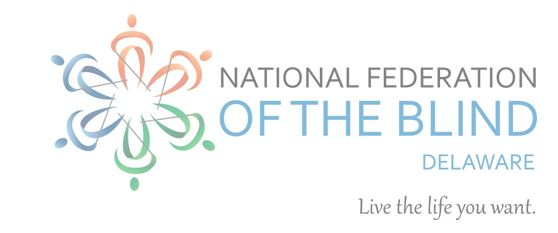 NATIONAL FEDERATION
OF THE BLIND
DELAWARE
Live the life you want.